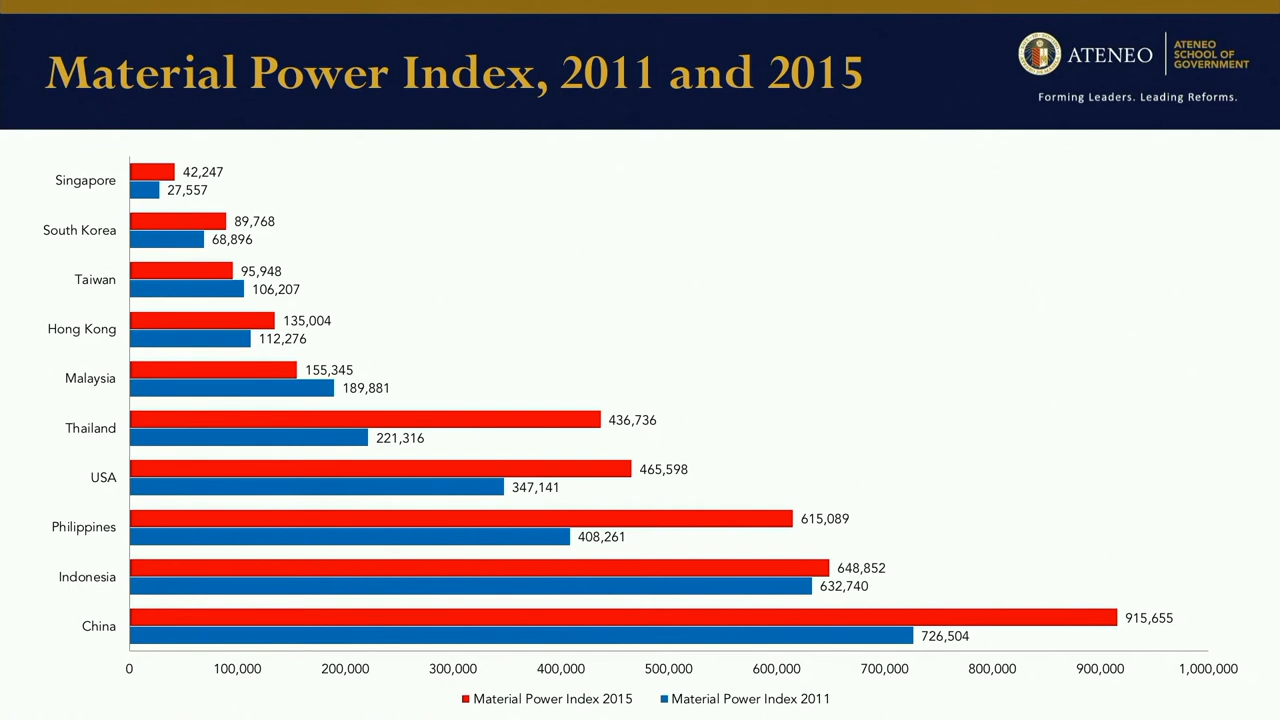 Material Power Index, 2011 and 2015
ATENEO
ATENEO
SCHOOL OF
GOVERNMENT
Forming Leaders. Leading Reforms.
Singapore
42,247
27,557
South Korea
89,768
68,896
Taiwan
95,948
106,207
Hong Kong
135,004
112,276
Malaysia
155,345
189,881
Thailand
436,736
221,316
USA
465,598
347,141
Philippines
615,089
408,261
Indonesia
648,852
632,740
China
915,655
726,504
0 100,000 200,000 300,000 400,000 500,000 600,000 700,000 800,000 900,000 1,000,000
Material Power Index 2015 Material Power Index 2011